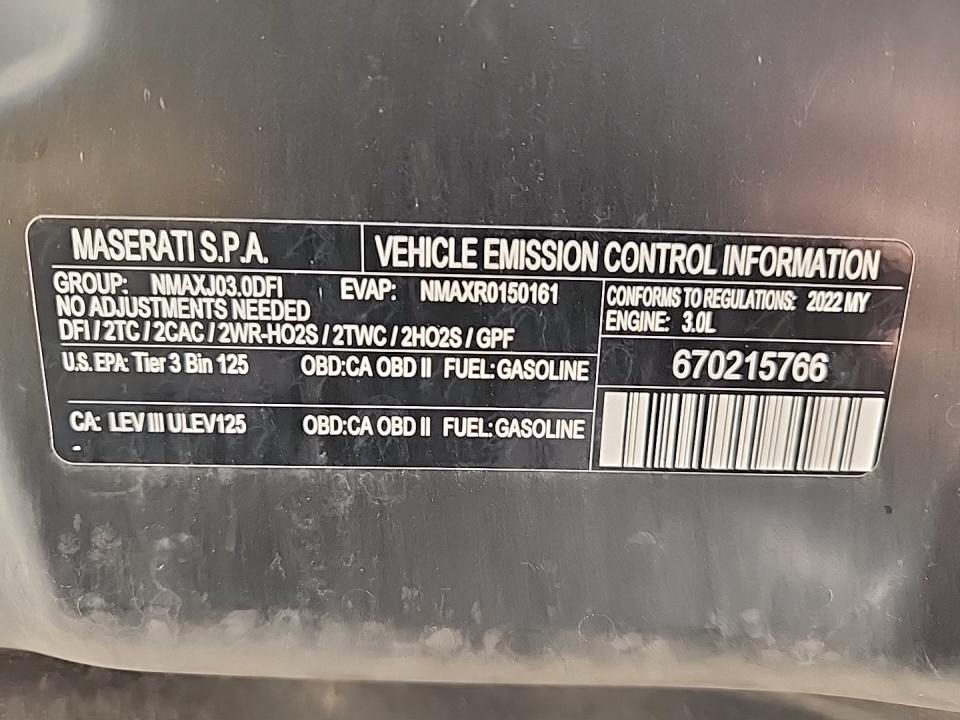 MASERATI S.P.A.
VEHICLE EMISSION CONTROL INFORMATION
GROUP: NMAXJ03.0DFI EVAP: NMAXR0150161
NO ADJUSTMENTS NEEDED
DFI / 2TC / 2CAC / 2WR-HO2S / 2TWC / 2HO2S / GPF
CONFORMS TO REGULATIONS: 2022 MY
ENGINE: 3.0L
U.S. EPA: Tier 3 Bin 125 OBD:CA OBD II FUEL:GASOLINE
CA: LEV III ULEV125 OBD:CA OBD II FUEL:GASOLINE
-
670215766